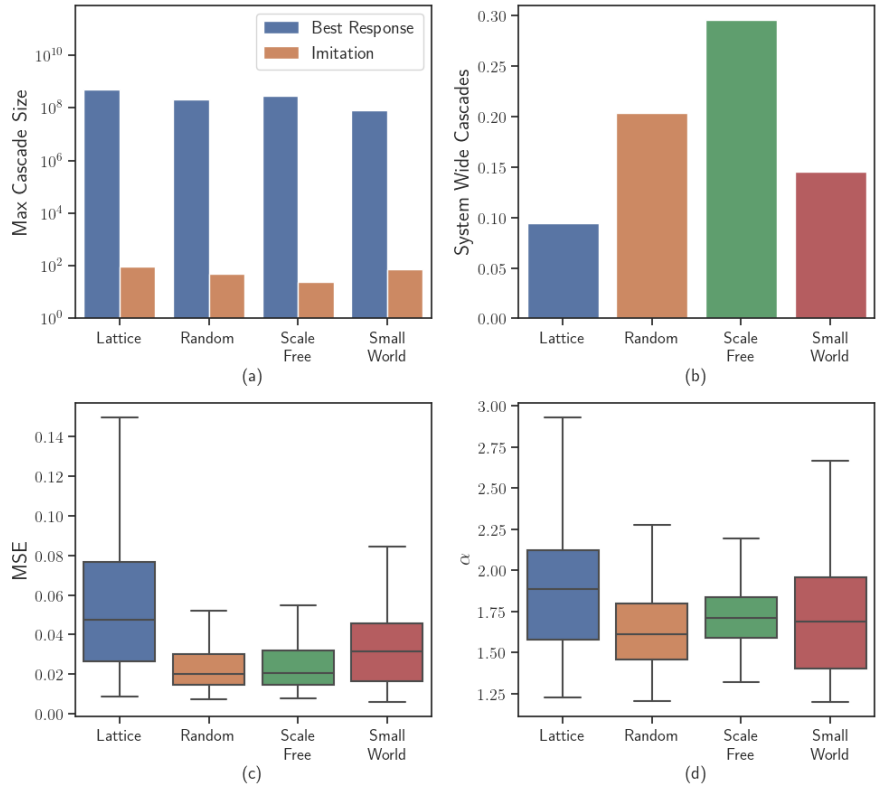 Max Cascade Size
10^10
10^8
10^6
10^4
10^2
10^0
Best Response
Imitation
Lattice
Random
Scale
Free
Small
World
(a)
System Wide Cascades
0.30
0.25
0.20
0.15
0.10
0.05
0.00
Lattice
Random
Scale
Free
Small
World
(b)
MSE
0.14
0.12
0.10
0.08
0.06
0.04
0.02
0.00
Lattice
Random
Scale
Free
Small
World
(c)
α
3.00
2.75
2.50
2.25
2.00
1.75
1.50
1.25
Lattice
Random
Scale
Free
Small
World
(d)